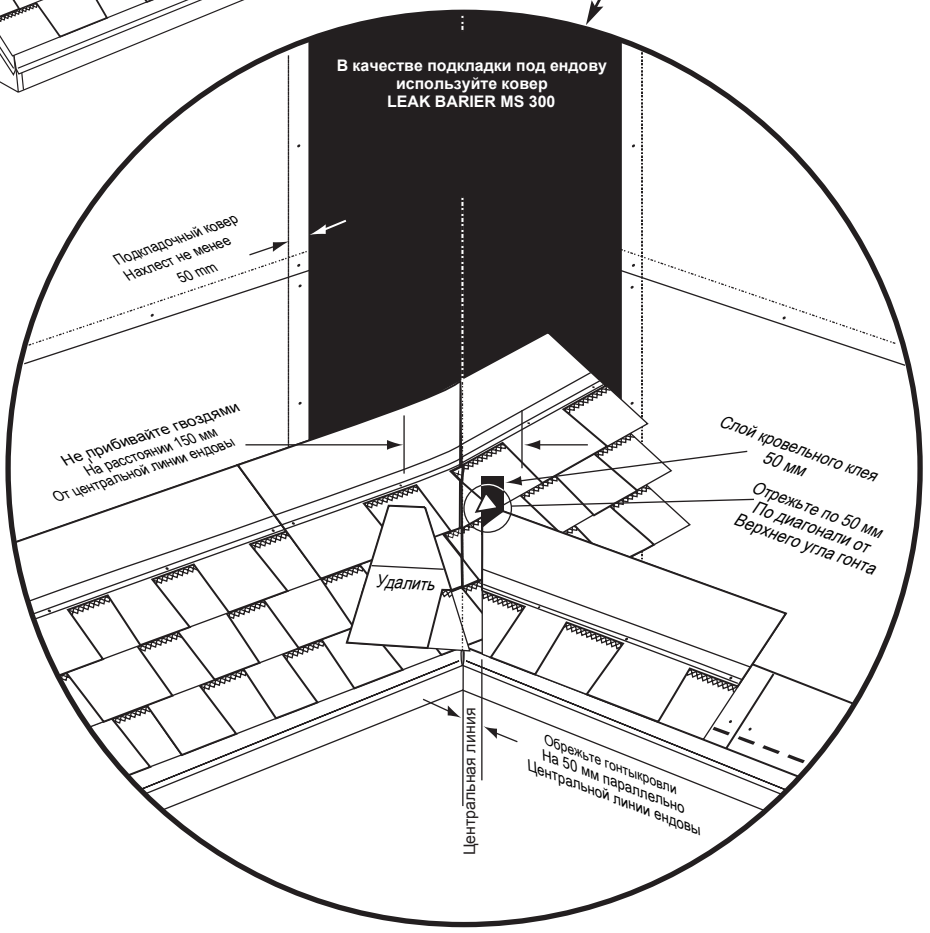 В качестве подкладки под ендову
используйте ковер
LEAK BARIER MS 300
Подкладочный ковер
Нахлест не менее
50 mm
Не прибивайте гвоздями
На расстоянии 150 мм
От центральной линии ендовы
Слой кровельного клея
50 мм
Отрежьте по 50 мм
По диагонали от
Верхнего угла гонта
Удалить
Центральная линия
Обрежьте гонтыкровли
На 50 мм параллельно
Центральной линии ендовы